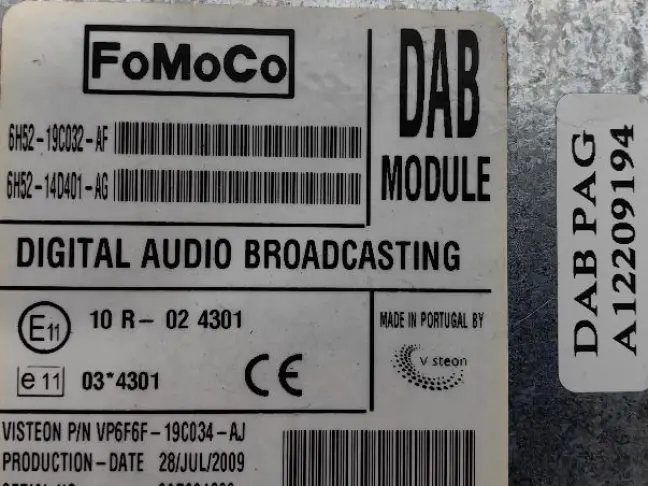 FoMoCo
DAB
MODULE
6H52-19C032-AF
6H52-14D401-AG
DIGITAL AUDIO BROADCASTING
E11
10 R- 02 4301
e 11
03*4301
CE
MADE IN PORTUGAL BY
Visteon
VISTEON P/N VP6F6F-19C034-AJ
PRODUCTION-DATE 28/JUL/2009
DAB PAG
A12209194